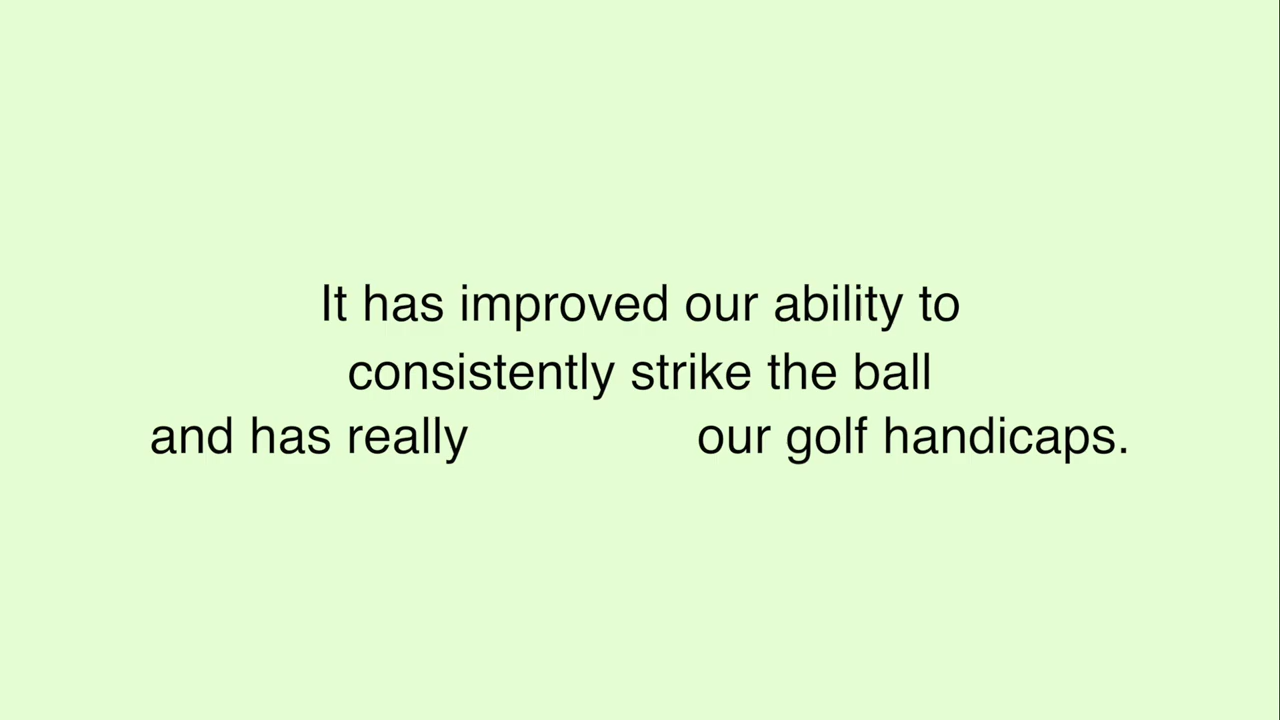 It has improved our ability to
consistently strike the ball
and has really our golf handicaps.